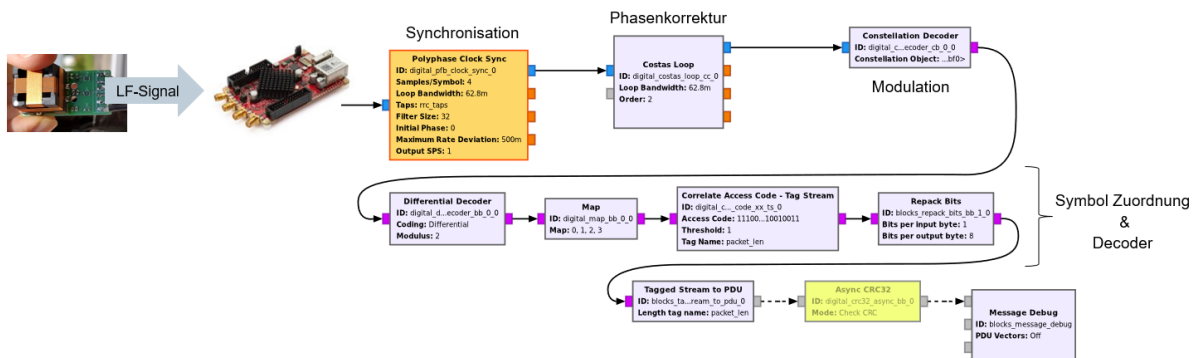 Synchronisation
Phasenkorrektur
LF-Signal
Polyphase Clock Sync
ID: digital_pfb_clock_sync_0
Samples/Symbol: 4
Loop Bandwidth: 62.8m
Taps: rrc_taps
Filter Size: 32
Initial Phase: 0
Maximum Rate Deviation: 500m
Output SPS: 1
Costas Loop
ID: digital_costas_loop_cc_0
Loop Bandwidth: 62.8m
Order: 2
Constellation Decoder
ID: digital_c...ecoder_cb_0_0
Constellation Object: ...bf0>
Modulation
Differential Decoder
ID: digital_d...ecoder_bb_0_0
Coding: Differential
Modulus: 2
Map
ID: digital_map_bb_0_0
Map: 0, 1, 2, 3
Correlate Access Code - Tag Stream
ID: digital_c..._code_xx_ts_0
Access Code: 11100...10010011
Threshold: 1
Tag Name: packet_len
Repack Bits
ID: blocks_repack_bits_bb_1_0
Bits per input byte: 1
Bits per output byte: 8
Symbol Zuordnung
&
Decoder
Tagged Stream to PDU
ID: blocks_ta...ream_to_pdu_0
Length tag name: packet_len
Async CRC32
ID: digital_crc32_async_bb_0
Mode: Check CRC
Message Debug
ID: blocks_message_debug
PDU Vectors: Off